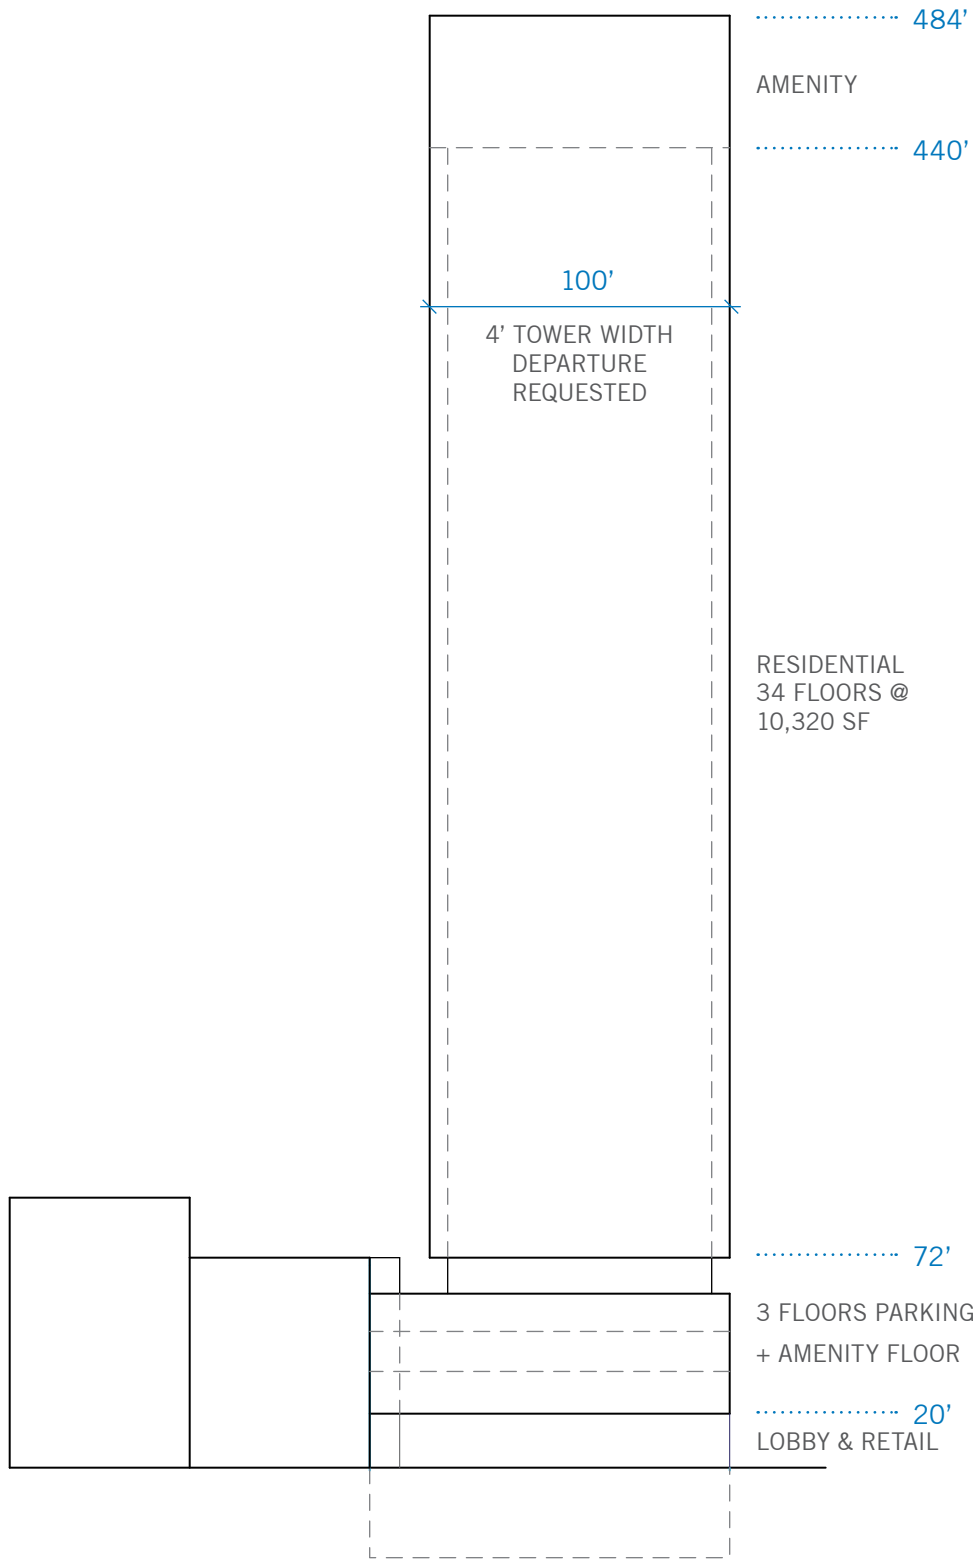 484’
AMENITY
440’
100’
4’ TOWER WIDTH
DEPARTURE
REQUESTED
RESIDENTIAL
34 FLOORS @
10,320 SF
72’
3 FLOORS PARKING
+ AMENITY FLOOR
20’
LOBBY & RETAIL